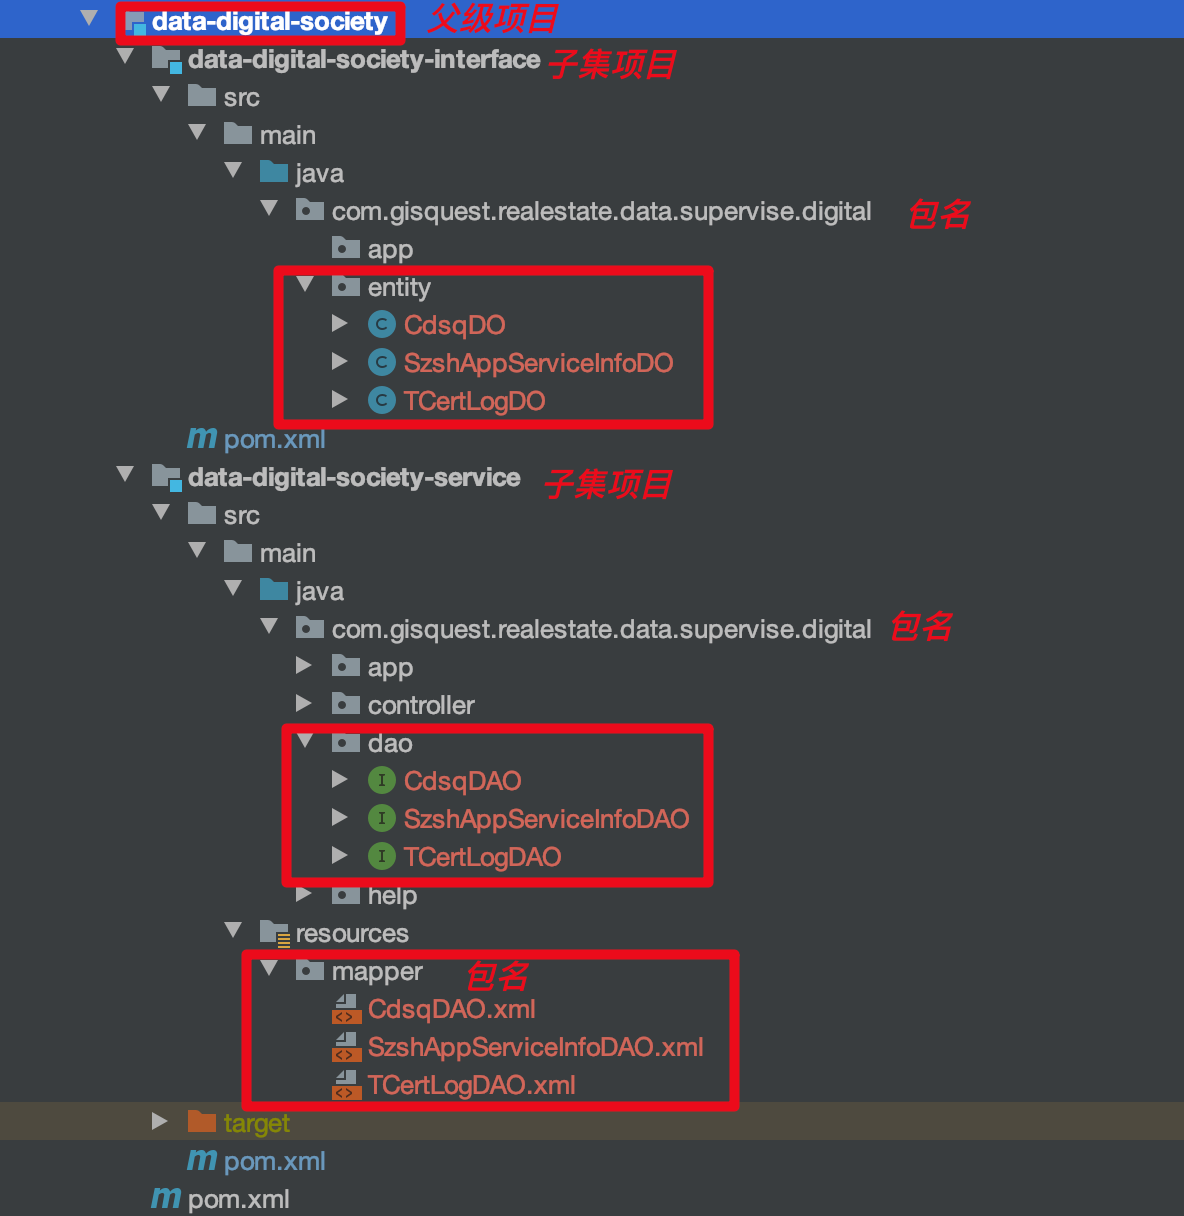 data-digital-society 父级项目
data-digital-society-interface 子集项目
src
main
java
com.gisquest.realestate.data.supervise.digital 包名
app
entity
C CdsqDO
C SzshAppServiceInfoDO
C TCertLogDO
m pom.xml
data-digital-society-service 子集项目
src
main
java
com.gisquest.realestate.data.supervise.digital 包名
app
controller
dao
I CdsqDAO
I SzshAppServiceInfoDAO
I TCertLogDAO
help
resources
mapper 包名
<> CdsqDAO.xml
<> SzshAppServiceInfoDAO.xml
<> TCertLogDAO.xml
target
m pom.xml
m pom.xml